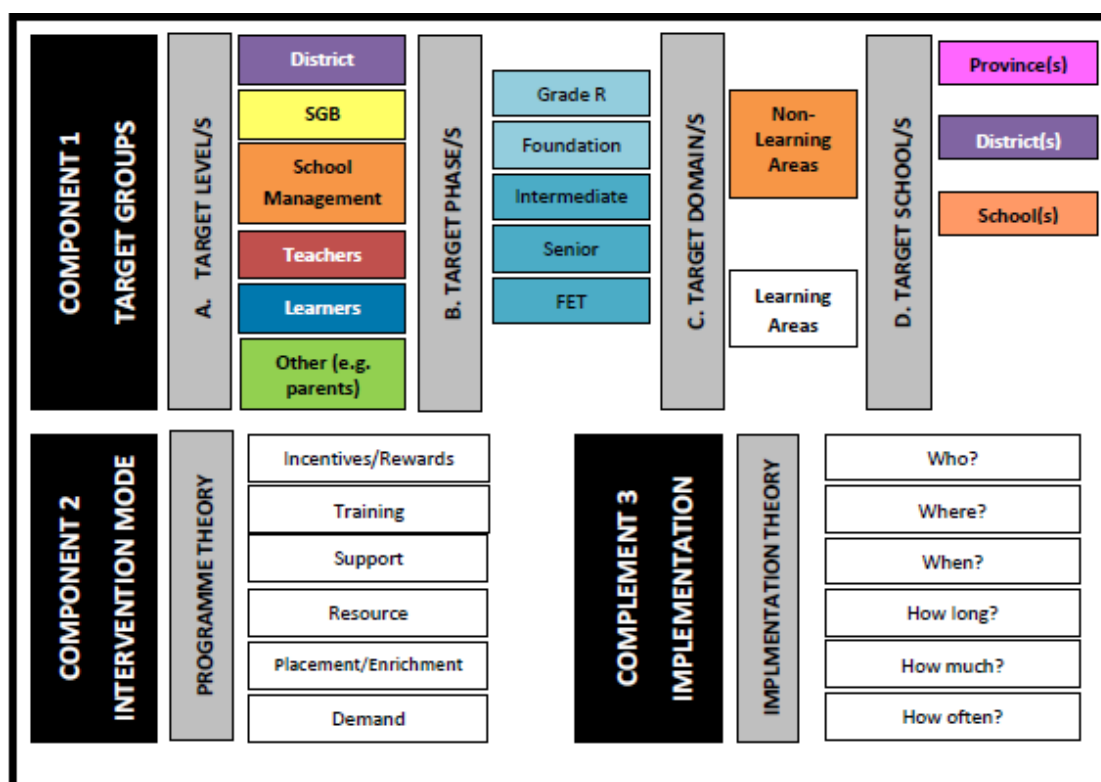 COMPONENT 1
TARGET GROUPS
A. TARGET LEVEL/S
District
SGB
School
Management
Teachers
Learners
Other (e.g.
parents)
B. TARGET PHASE/S
Grade R
Foundation
Intermediate
Senior
FET
C. TARGET DOMAIN/S
Non-
Learning
Areas
Learning
Areas
D. TARGET SCHOOL/S
Province(s)
District(s)
School(s)
COMPONENT 2
INTERVENTION MODE
PROGRAMME THEORY
Incentives/Rewards
Training
Support
Resource
Placement/Enrichment
Demand
COMPLEMENT 3
IMPLEMENTATION
IMPLMENTATION THEORY
Who?
Where?
When?
How long?
How much?
How often?